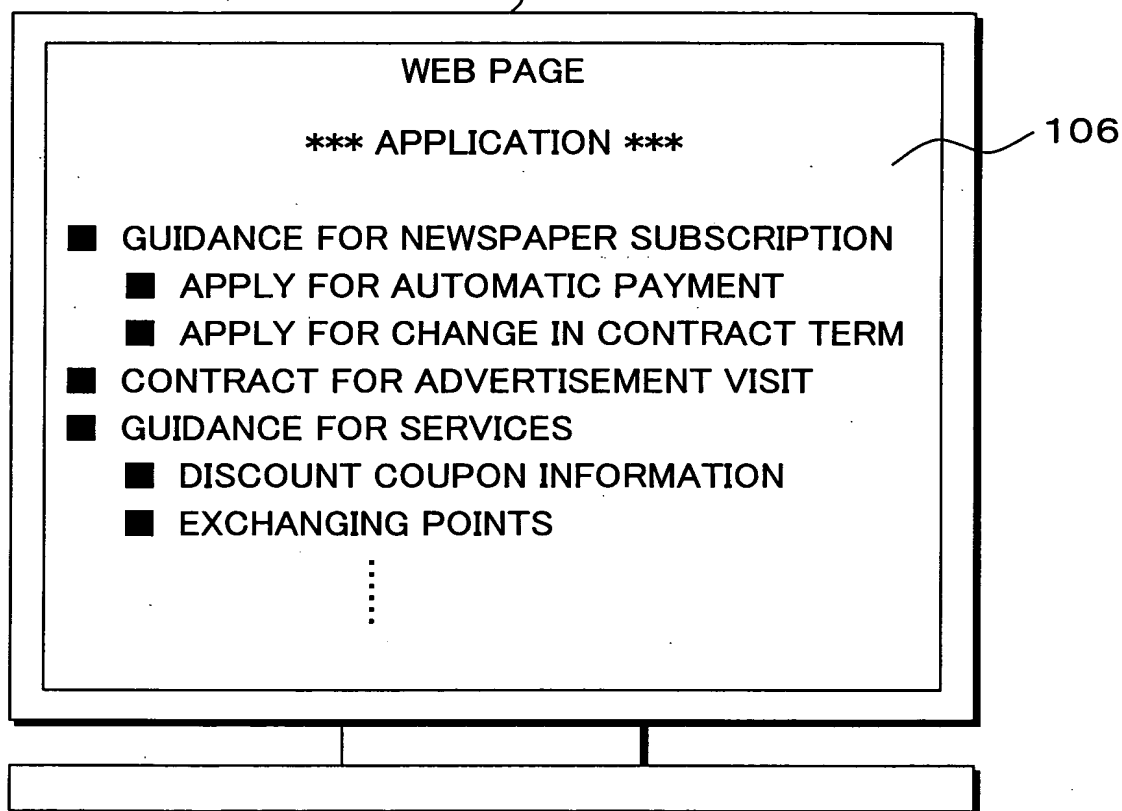 WEB PAGE
*** APPLICATION ***
106
■ GUIDANCE FOR NEWSPAPER SUBSCRIPTION
■ APPLY FOR AUTOMATIC PAYMENT
■ APPLY FOR CHANGE IN CONTRACT TERM
■ CONTRACT FOR ADVERTISEMENT VISIT
■ GUIDANCE FOR SERVICES
■ DISCOUNT COUPON INFORMATION
■ EXCHANGING POINTS